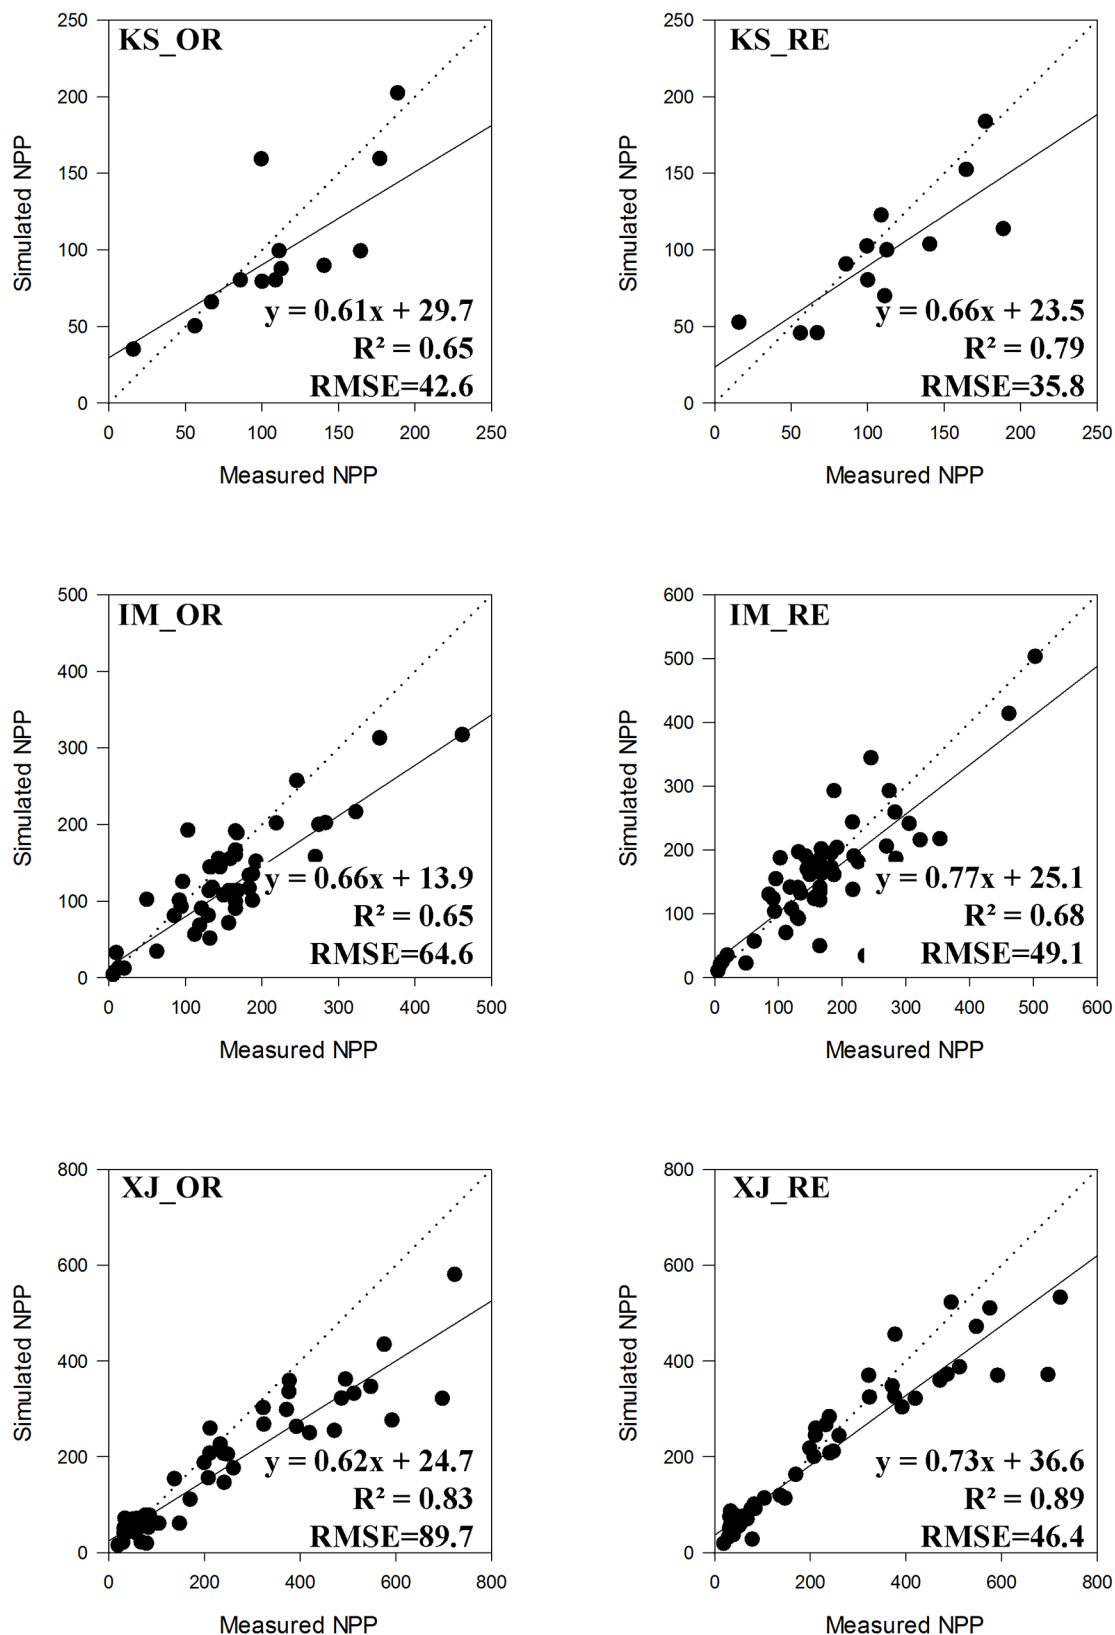 KS_OR
250
200
150
100
50
0
Simulated NPP
y = 0.61x + 29.7
R² = 0.65
RMSE=42.6
0 50 100 150 200 250
Measured NPP
KS_RE
250
200
150
100
50
0
Simulated NPP
y = 0.66x + 23.5
R² = 0.79
RMSE=35.8
0 50 100 150 200 250
Measured NPP
IM_OR
500
400
300
200
100
0
Simulated NPP
y = 0.66x + 13.9
R² = 0.65
RMSE=64.6
0 100 200 300 400 500
Measured NPP
IM_RE
600
500
400
300
200
100
0
Simulated NPP
y = 0.77x + 25.1
R² = 0.68
RMSE=49.1
0 100 200 300 400 500 600
Measured NPP
XJ_OR
800
600
400
200
0
Simulated NPP
y = 0.62x + 24.7
R² = 0.83
RMSE=89.7
0 200 400 600 800
Measured NPP
XJ_RE
800
600
400
200
0
Simulated NPP
y = 0.73x + 36.6
R² = 0.89
RMSE=46.4
0 200 400 600 800
Measured NPP